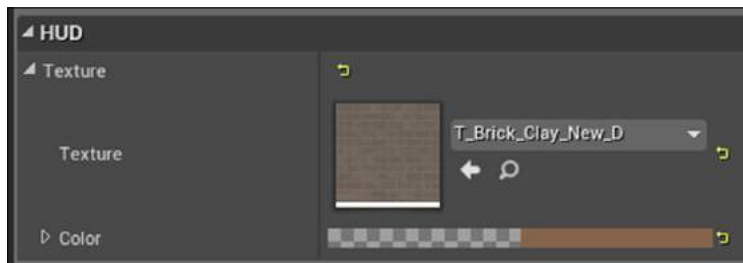 HUD
Texture
T_Brick_Clay_New_D
Texture
Color